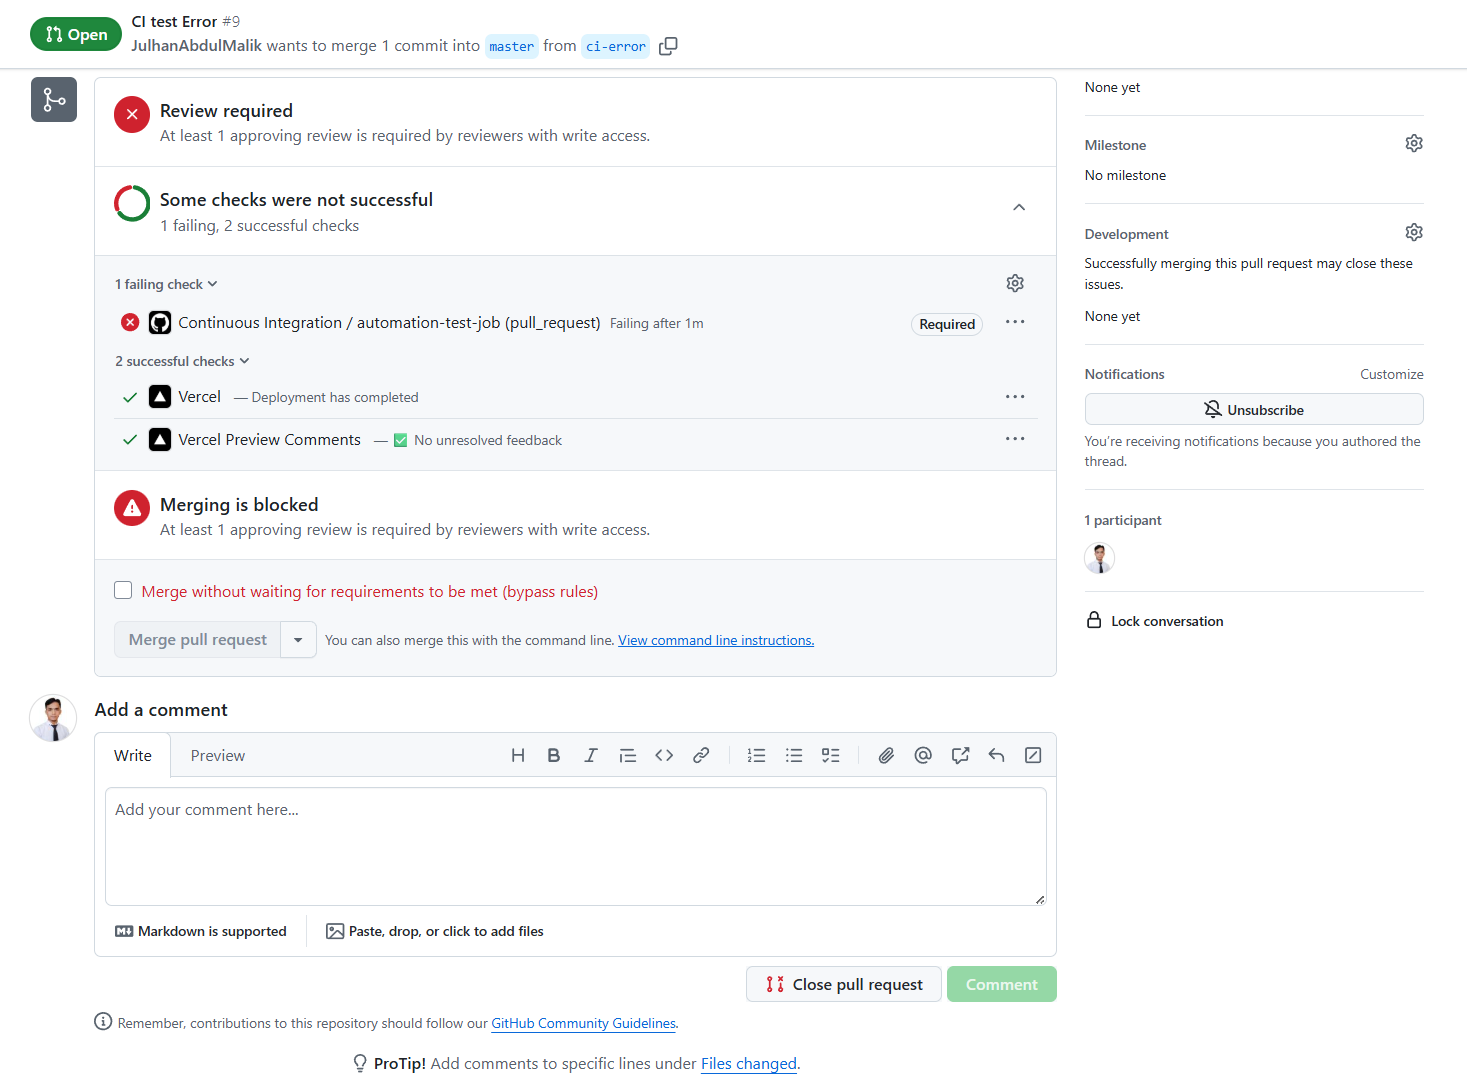 Open
CI test Error #9
JulhanAbdulMalik wants to merge 1 commit into master from ci-error
Review required
At least 1 approving review is required by reviewers with write access.
Some checks were not successful
1 failing, 2 successful checks
1 failing check
Continuous Integration / automation-test-job (pull_request) Failing after 1m Required
2 successful checks
Vercel — Deployment has completed
Vercel Preview Comments — ✅ No unresolved feedback
Merging is blocked
At least 1 approving review is required by reviewers with write access.
Merge without waiting for requirements to be met (bypass rules)
Merge pull request You can also merge this with the command line. View command line instructions.
Add a comment
Write Preview
Add your comment here...
Markdown is supported Paste, drop, or click to add files
Close pull request Comment
Remember, contributions to this repository should follow our GitHub Community Guidelines.
ProTip! Add comments to specific lines under Files changed.
None yet
Milestone
No milestone
Development
Successfully merging this pull request may close these
issues.
None yet
Notifications Customize
Unsubscribe
You're receiving notifications because you authored the
thread.
1 participant
Lock conversation